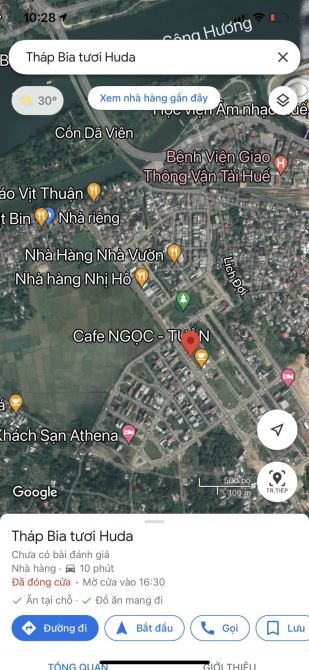 10:28
Sông Hương
Tháp Bia tươi Huda
30°
Xem nhà hàng gần đây
Học viện Âm nhạc Huế
Cồn Dã Viên
Bệnh Viện Giao
Thông Vận Tải Huế
Vịt Thuận
Bin
Nhà riêng
Nhà Hàng Nhà Vườn
Lịch Đợi
Nhà hàng Nhị Hồ
Cafe NGỌC - TUẤN
Khách Sạn Athena
500 bộ
100 m
TR.TIẾP
Google
Tháp Bia tươi Huda
Chưa có bài đánh giá
Nhà hàng · 10 phút
Đã đóng cửa · Mở cửa vào 16:30
Ăn tại chỗ · Đồ ăn mang đi
Đường đi
Bắt đầu
Gọi
Lưu
TỔNG QUAN
GIỚI THIỆU